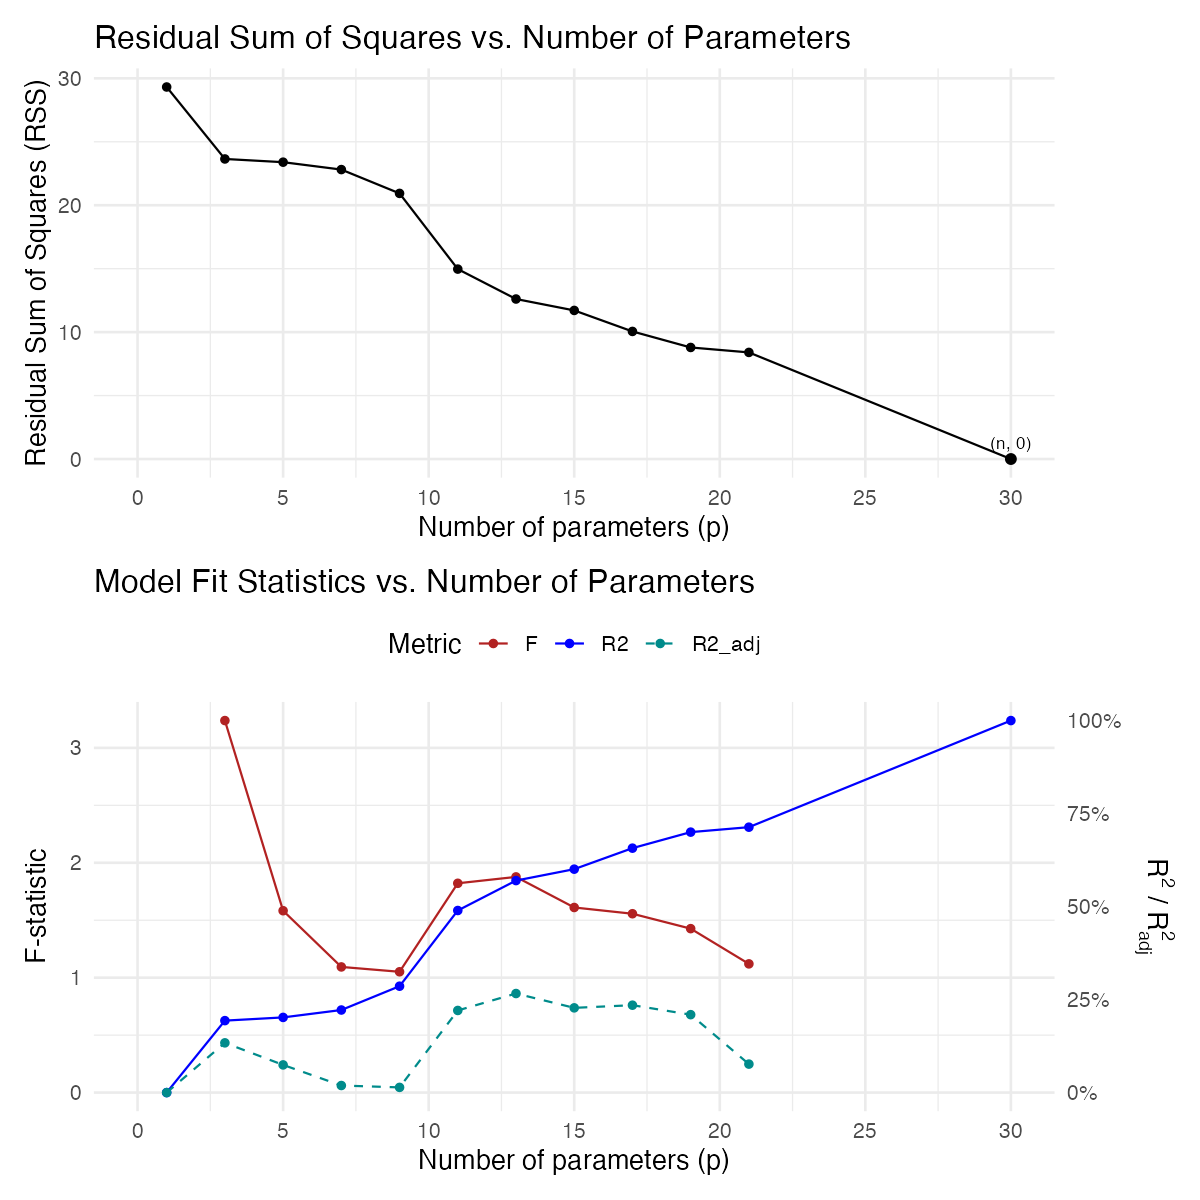 Residual Sum of Squares vs. Number of Parameters
Residual Sum of Squares (RSS)
30
20
10
0
(n, 0)
0 5 10 15 20 25 30
Number of parameters (p)
Model Fit Statistics vs. Number of Parameters
Metric F R2 R2_adj
F-statistic
3
2
1
0
100%
75%
50%
25%
0%
R² / R²adj
0 5 10 15 20 25 30
Number of parameters (p)